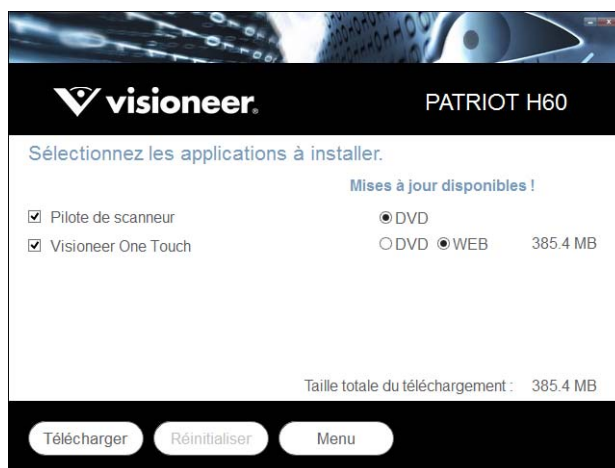 visioneer.
PATRIOT H60
Sélectionnez les applications à installer.
Mises à jour disponibles !
Pilote de scanneur DVD
Visioneer One Touch DVD WEB 385.4 MB
Taille totale du téléchargement : 385.4 MB
Télécharger Réinitialiser Menu